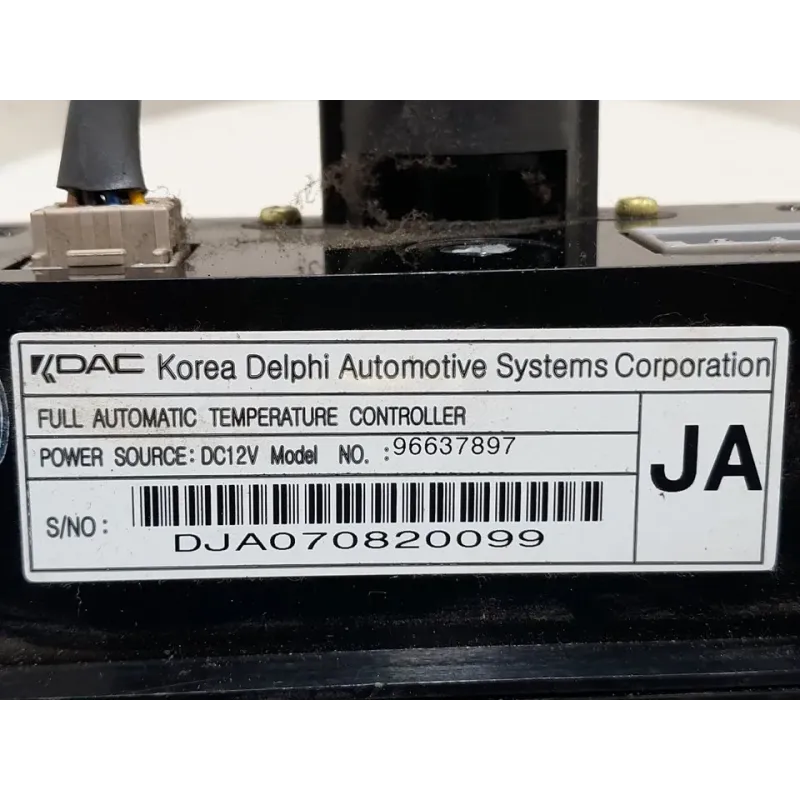 KDAC Korea Delphi Automotive Systems Corporation
FULL AUTOMATIC TEMPERATURE CONTROLLER
POWER SOURCE: DC12V Model NO. :96637897
JA
S/NO:
DJA070820099